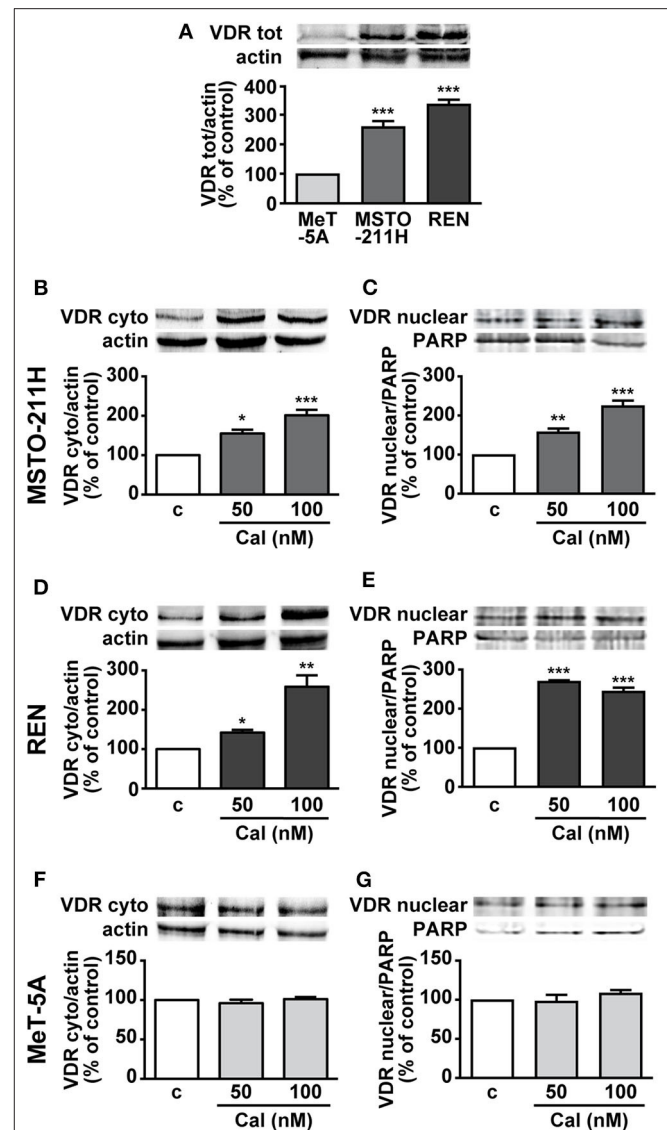 A
VDR tot
actin
VDR tot/actin
(% of control)
400
300
200
100
0
***
***
MeT
-5A
MSTO
-211H
REN
MSTO-211H
B
VDR cyto
actin
VDR cyto/actin
(% of control)
300
200
100
0
*
***
c
50
100
Cal (nM)
C
VDR nuclear
PARP
VDR nuclear/PARP
(% of control)
300
200
100
0
**
***
c
50
100
Cal (nM)
REN
D
VDR cyto
actin
VDR cyto/actin
(% of control)
300
200
100
0
*
**
c
50
100
Cal (nM)
E
VDR nuclear
PARP
VDR nuclear/PARP
(% of control)
300
200
100
0
***
***
c
50
100
Cal (nM)
MeT-5A
F
VDR cyto
actin
VDR cyto/actin
(% of control)
150
100
50
0
c
50
100
Cal (nM)
G
VDR nuclear
PARP
VDR nuclear/PARP
(% of control)
150
100
50
0
c
50
100
Cal (nM)